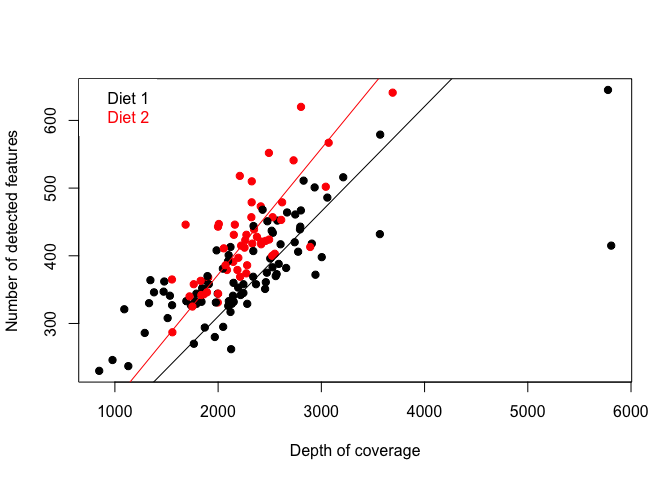 Diet 1
Diet 2
Number of detected features
600
500
400
300
1000 2000 3000 4000 5000 6000
Depth of coverage